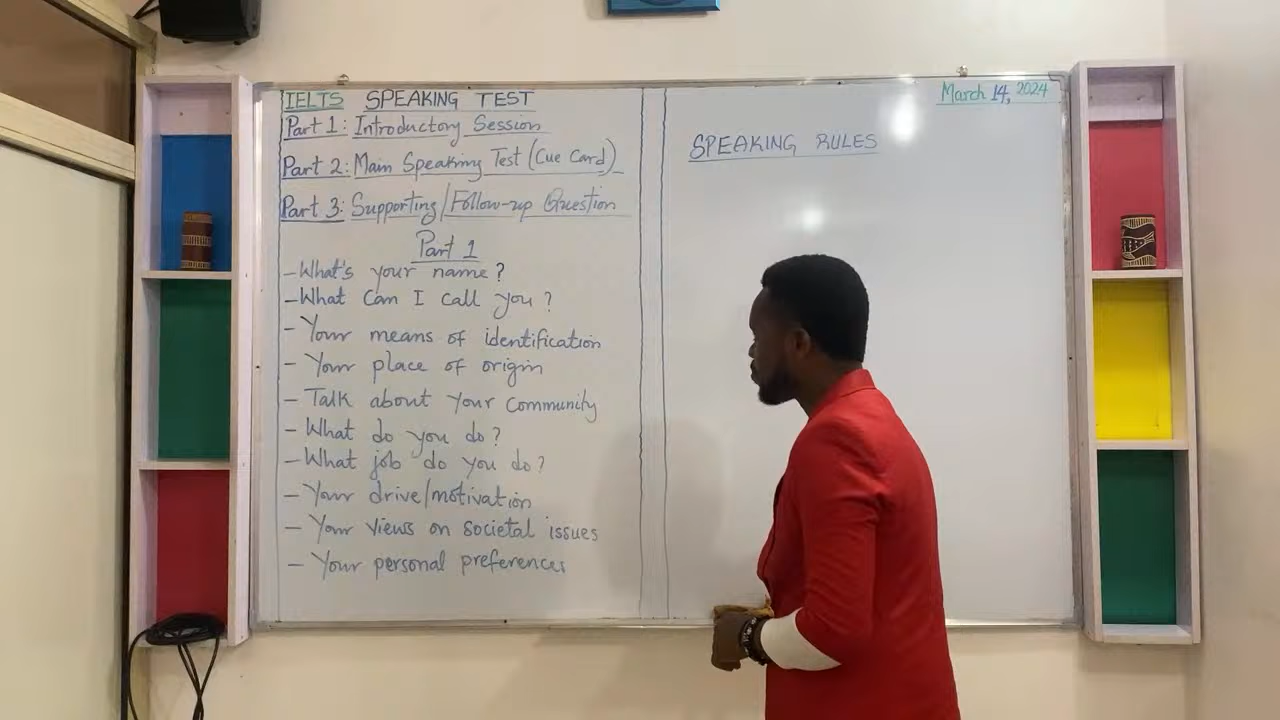 IELTS SPEAKING TEST
Part 1: Introductory Session
Part 2: Main Speaking Test (Cue Card)
Part 3: Supporting/Follow-up Question
Part 1
- What's your name?
- What can I call you?
- Your means of identification
- Your place of origin
- Talk about your community
- What do you do?
- What job do you do?
- Your drive/motivation
- Your views on societal issues
- Your personal preferences
March 14, 2024
SPEAKING RULES